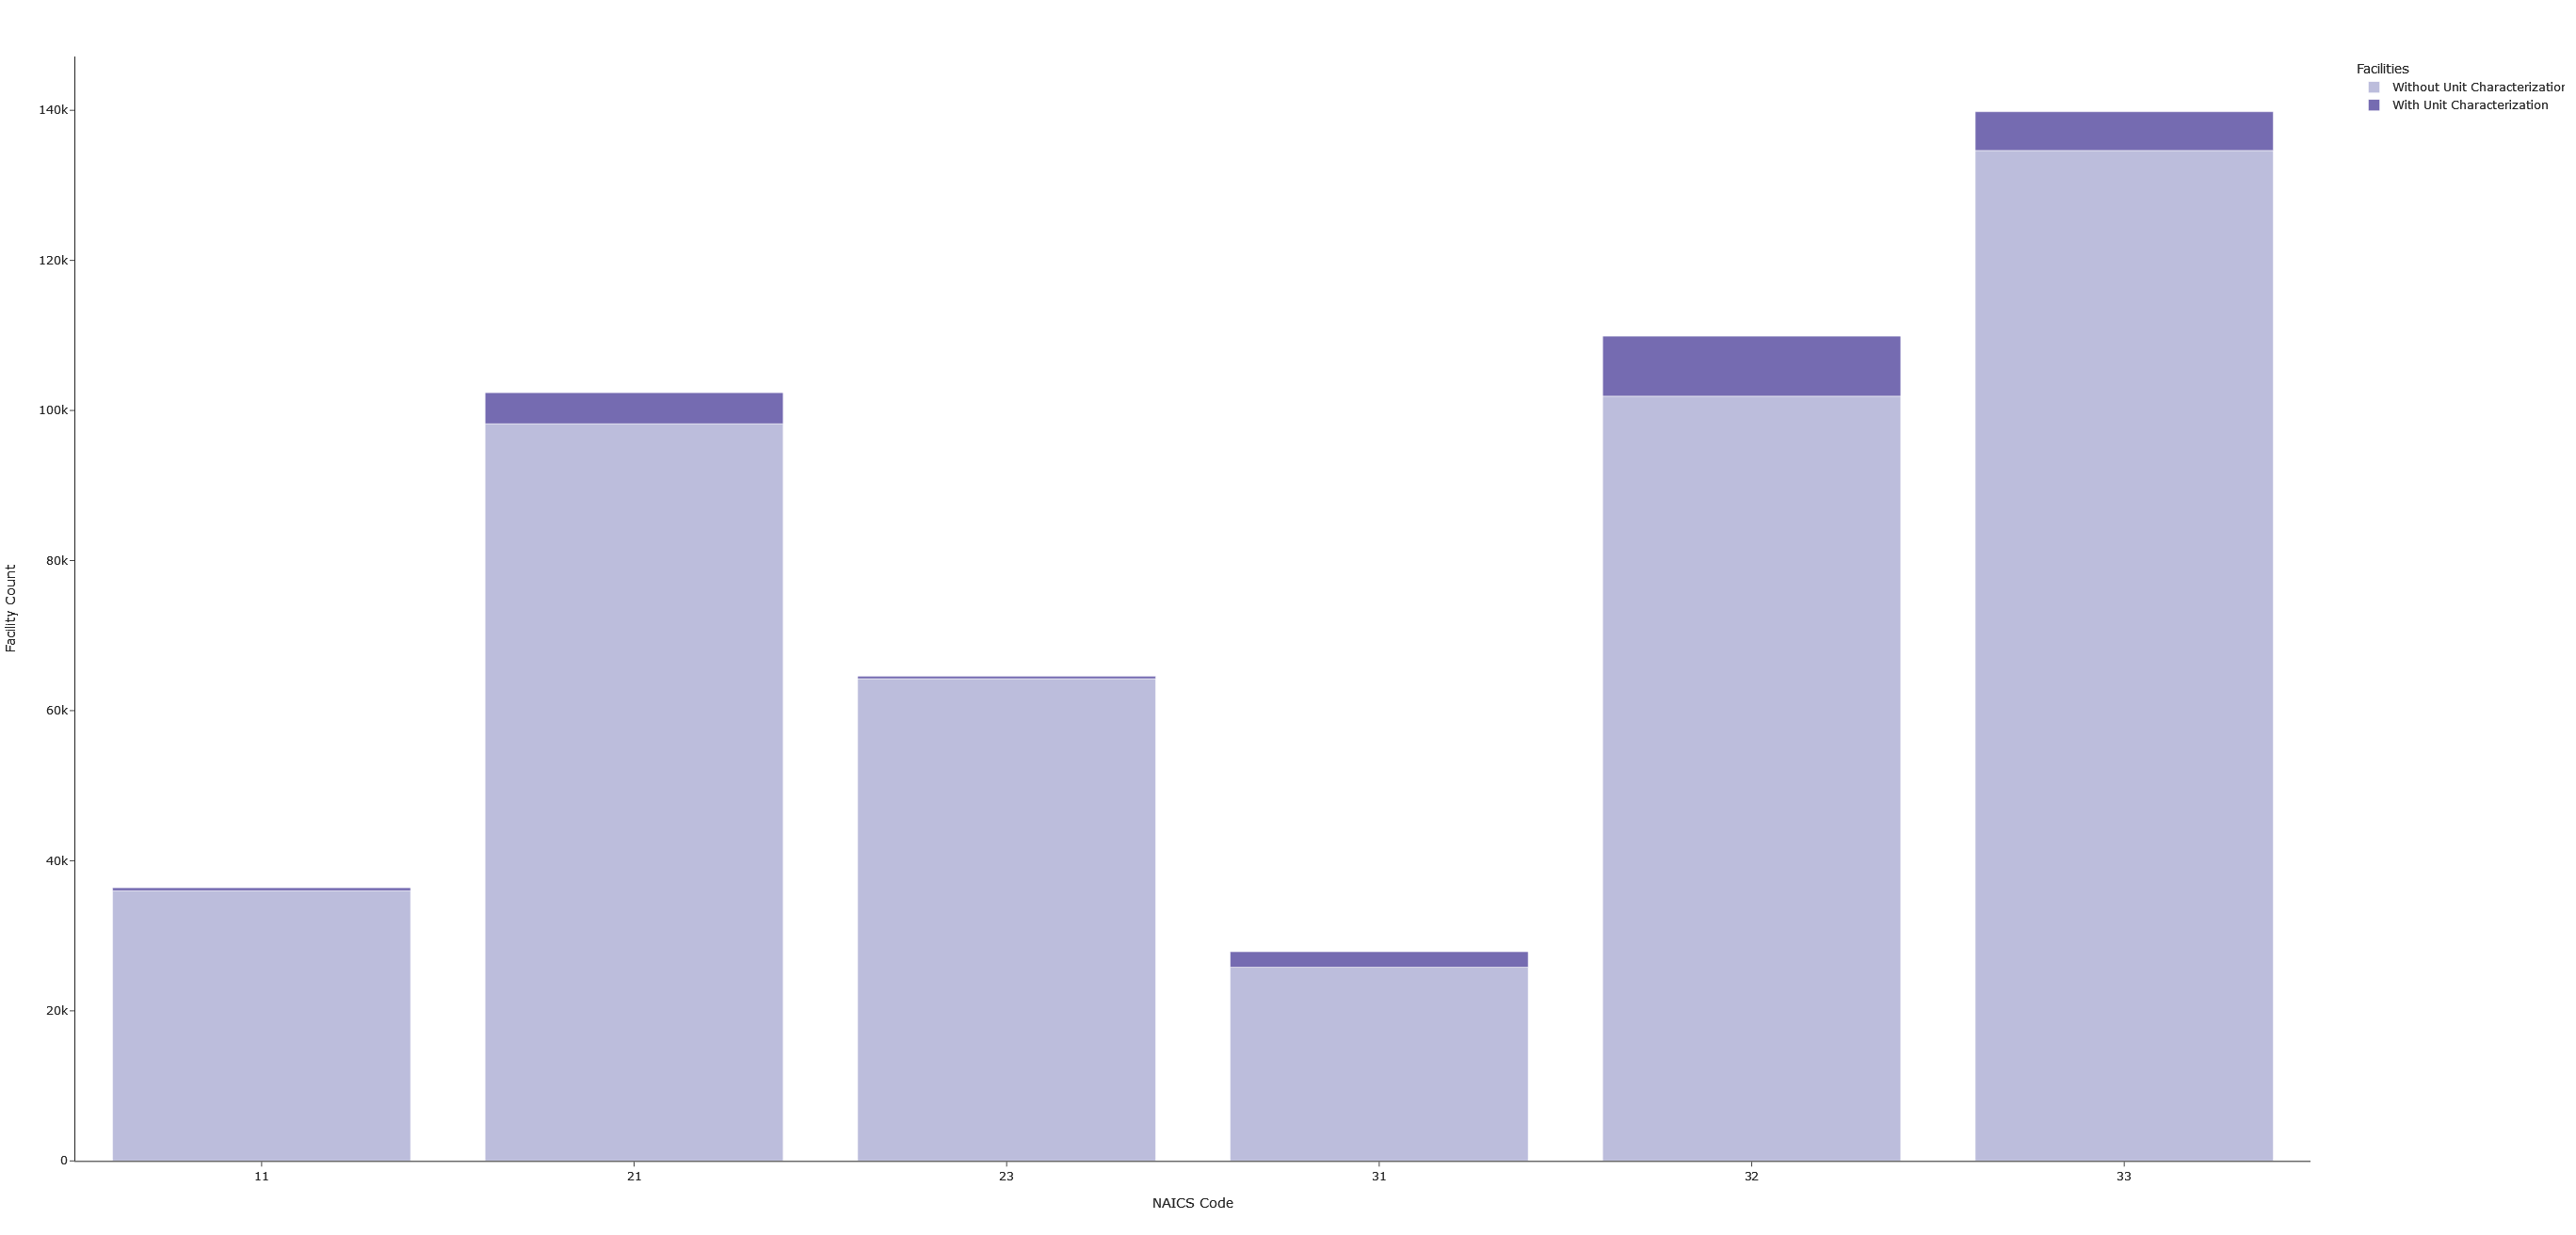 Facilities
Without Unit Characterization
With Unit Characterization
Facility Count
140k
120k
100k
80k
60k
40k
20k
0
11
21
23
31
32
33
NAICS Code